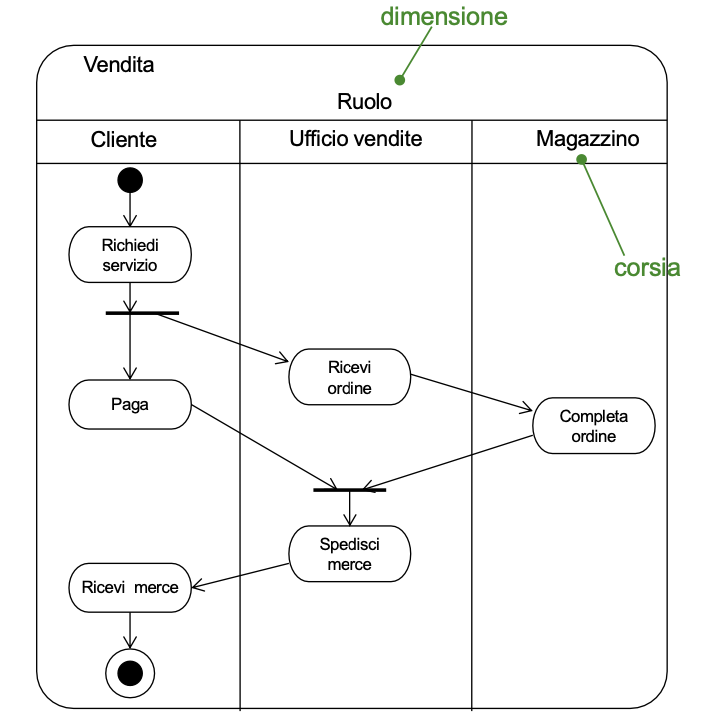 dimensione
Vendita
Ruolo
Cliente
Ufficio vendite
Magazzino
Richiedi
servizio
corsia
Ricevi
ordine
Paga
Completa
ordine
Spedisci
merce
Ricevi merce